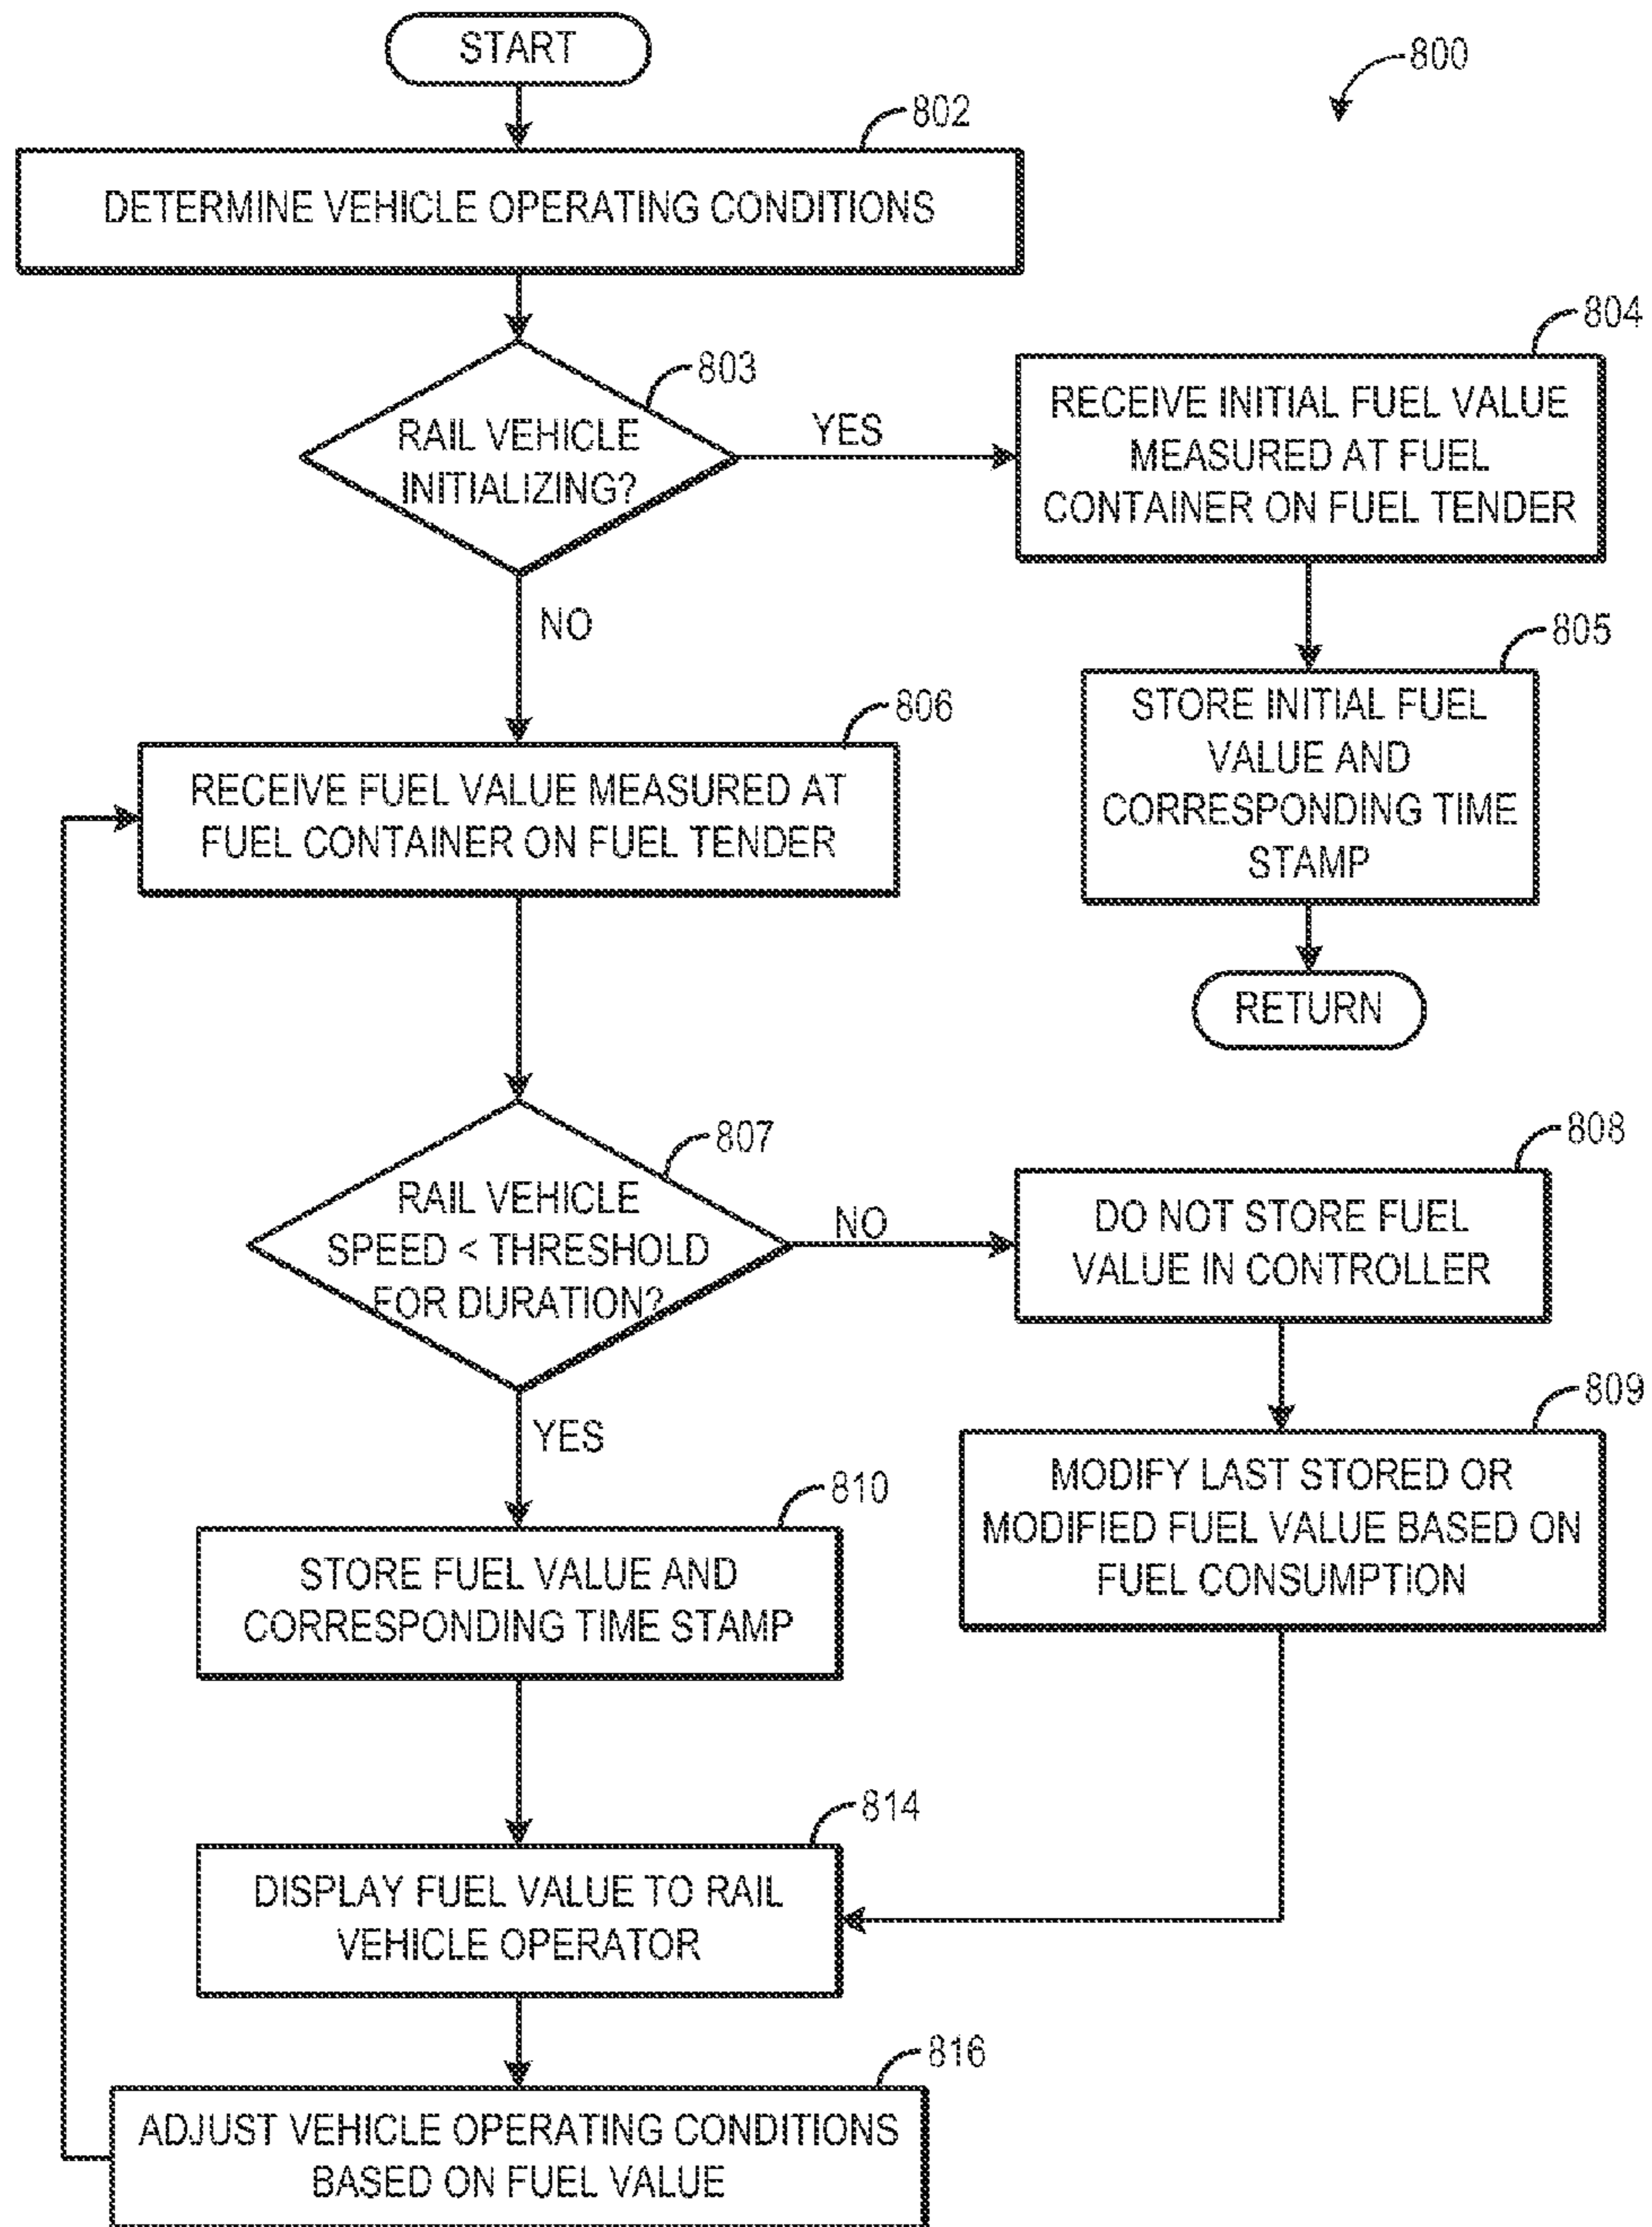 START
800
802
DETERMINE VEHICLE OPERATING CONDITIONS
803
RAIL VEHICLE
INITIALIZING?
YES
804
RECEIVE INITIAL FUEL VALUE
MEASURED AT FUEL
CONTAINER ON FUEL TENDER
NO
805
STORE INITIAL FUEL
VALUE AND
CORRESPONDING TIME
STAMP
RETURN
806
RECEIVE FUEL VALUE MEASURED AT
FUEL CONTAINER ON FUEL TENDER
807
RAIL VEHICLE
SPEED < THRESHOLD
FOR DURATION?
NO
808
DO NOT STORE FUEL
VALUE IN CONTROLLER
809
MODIFY LAST STORED OR
MODIFIED FUEL VALUE BASED ON
FUEL CONSUMPTION
YES
810
STORE FUEL VALUE AND
CORRESPONDING TIME STAMP
814
DISPLAY FUEL VALUE TO RAIL
VEHICLE OPERATOR
816
ADJUST VEHICLE OPERATING CONDITIONS
BASED ON FUEL VALUE